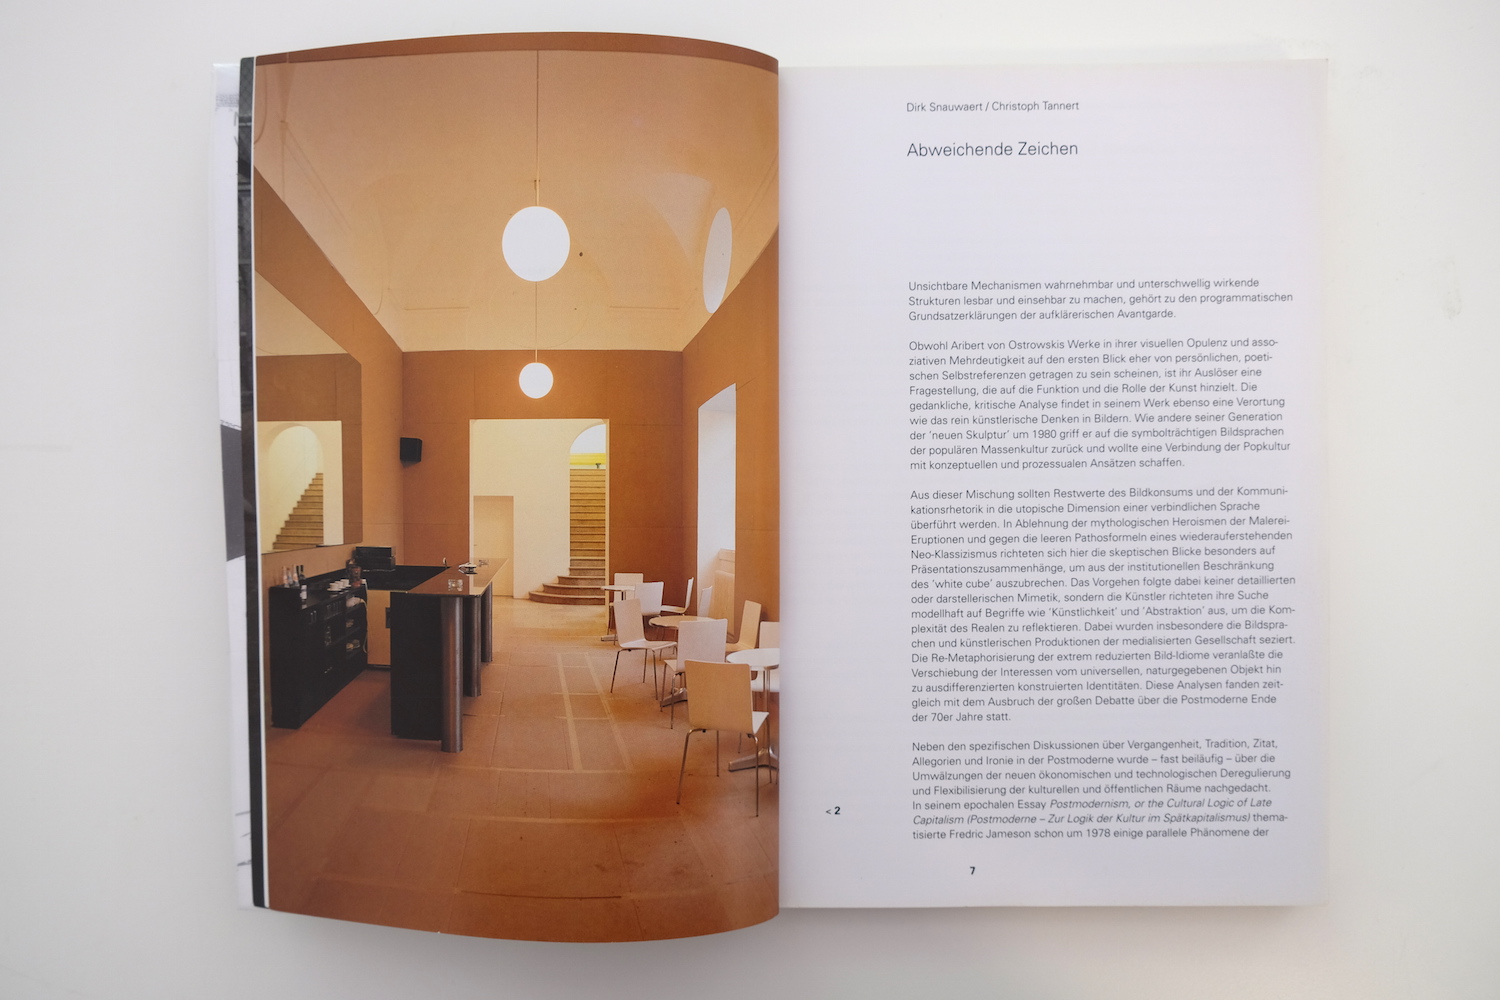 Dirk Snauwaert / Christoph Tannert
Abweichende Zeichen
Unsichtbare Mechanismen wahrnehmbar und unterschwellig wirkende
Strukturen lesbar und einsehbar zu machen, gehört zu den programmatischen
Grundsatzerklärungen der aufklärerischen Avantgarde.
Obwohl Aribert von Ostrowskis Werke in ihrer visuellen Opulenz und asso-
ziativen Mehrdeutigkeit auf den ersten Blick eher von persönlichen, poeti-
schen Selbstreferenzen getragen zu sein scheinen, ist ihr Auslöser eine
Fragestellung, die auf die Funktion und die Rolle der Kunst hinzielt. Die
gedankliche, kritische Analyse findet in seinem Werk ebenso eine Verortung
wie das rein künstlerische Denken in Bildern. Wie andere seiner Generation
der 'neuen Skulptur' um 1980 griff er auf die symbolträchtigen Bildsprachen
der populären Massenkultur zurück und wollte eine Verbindung der Popkultur
mit konzeptuellen und prozessualen Ansätzen schaffen.
Aus dieser Mischung sollten Restwerte des Bildkonsums und der Kommuni-
kationsrhetorik in die utopische Dimension einer verbindlichen Sprache
überführt werden. In Ablehnung der mythologischen Heroismen der Malerei-
Eruptionen und gegen die leeren Pathosformeln eines wiederauferstehenden
Neo-Klassizismus richteten sich hier die skeptischen Blicke besonders auf
Präsentationszusammenhänge, um aus der institutionellen Beschränkung
des 'white cube' auszubrechen. Das Vorgehen folgte dabei keiner detaillierten
oder darstellerischen Mimetik, sondern die Künstler richteten ihre Suche
modellhaft auf Begriffe wie 'Künstlichkeit' und 'Abstraktion' aus, um die Kom-
plexität des Realen zu reflektieren. Dabei wurden insbesondere die Bildspra-
chen und künstlerischen Produktionen der medialisierten Gesellschaft seziert.
Die Re-Metaphorisierung der extrem reduzierten Bild-Idiome veranlaßte die
Verschiebung der Interessen vom universellen, naturgegebenen Objekt hin
zu ausdifferenzierten konstruierten Identitäten. Diese Analysen fanden zeit-
gleich mit dem Ausbruch der großen Debatte über die Postmoderne Ende
der 70er Jahre statt.
Neben den spezifischen Diskussionen über Vergangenheit, Tradition, Zitat,
Allegorien und Ironie in der Postmoderne wurde – fast beiläufig – über die
Umwälzungen der neuen ökonomischen und technologischen Deregulierung
und Flexibilisierung der kulturellen und öffentlichen Räume nachgedacht.
In seinem epochalen Essay Postmodernism, or the Cultural Logic of Late
Capitalism (Postmoderne – Zur Logik der Kultur im Spätkapitalismus) thema-
tisierte Fredric Jameson schon um 1978 einige parallele Phänomene der
< 2
7